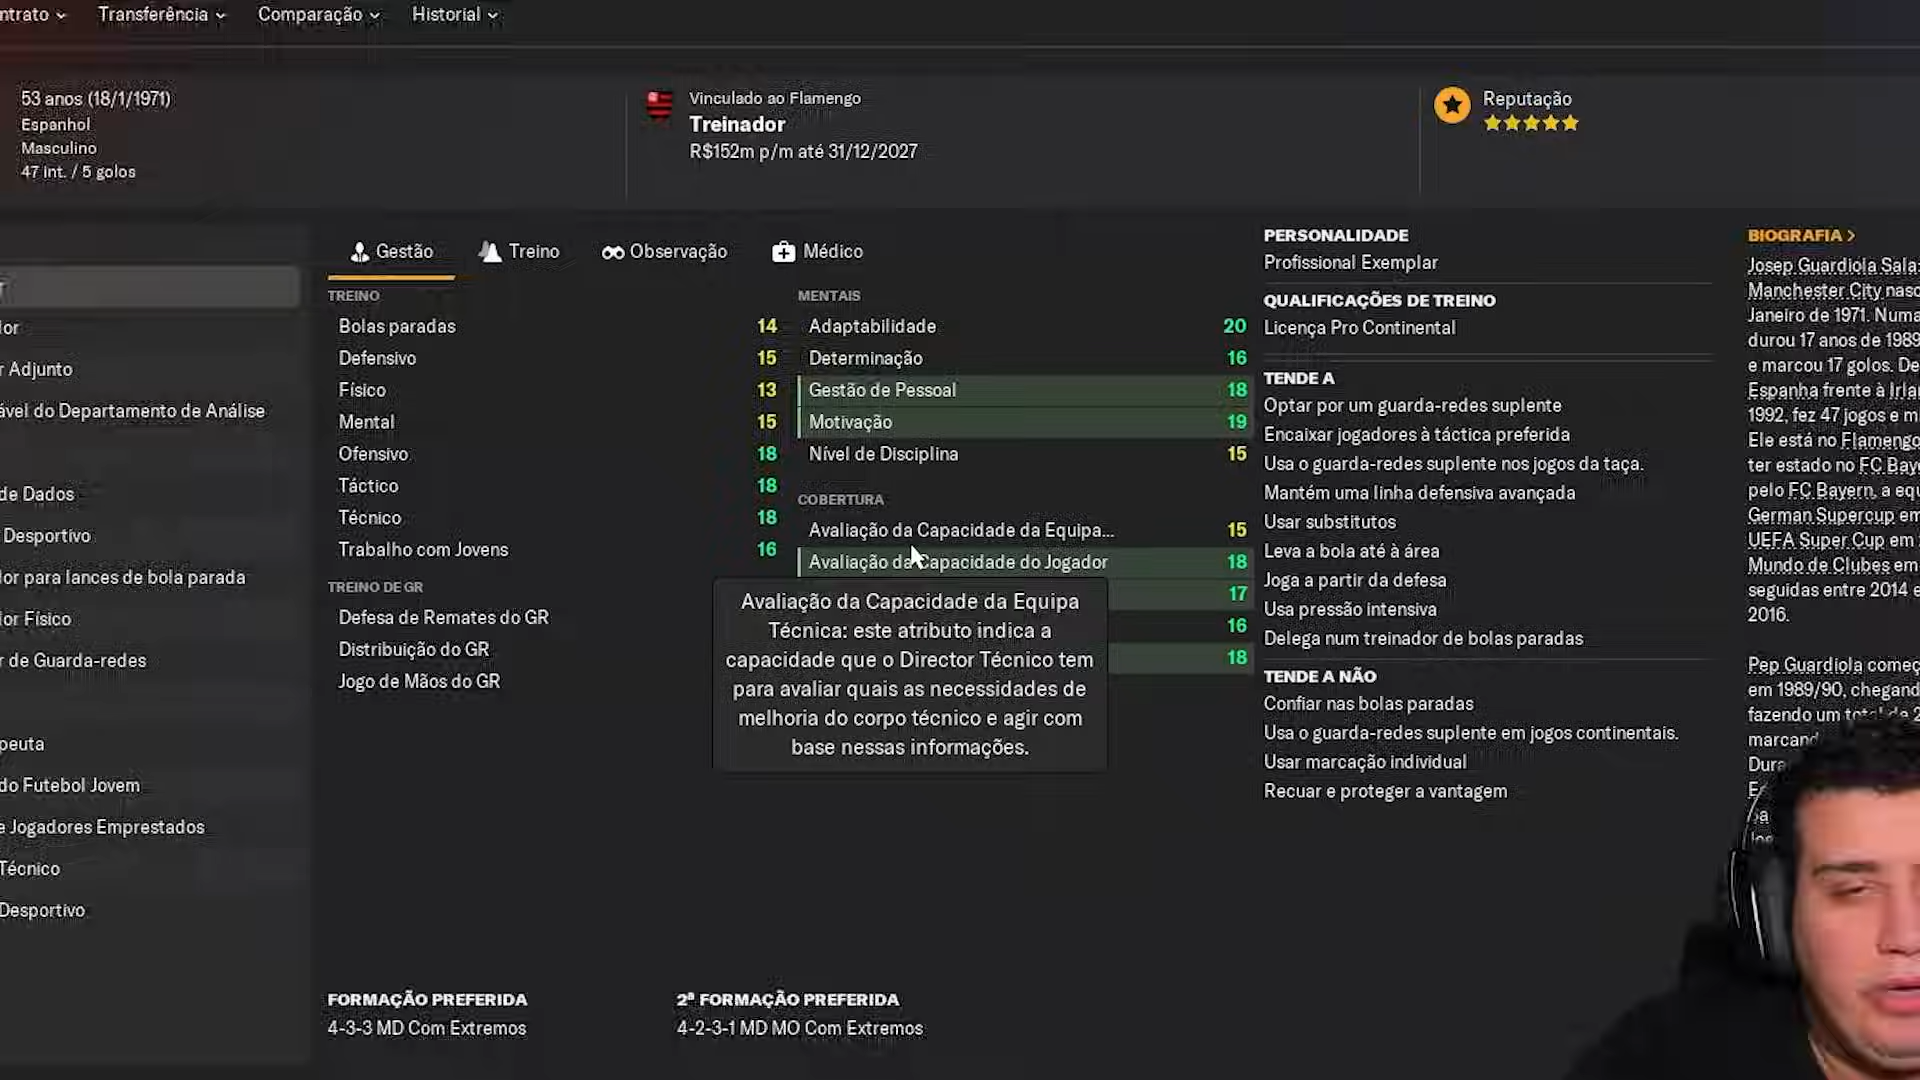 Transferência
Comparação
Historial
53 anos (18/1/1971)
Espanhol
Masculino
47 int. / 5 golos
Vinculado ao Flamengo
Treinador
R$152m p/m até 31/12/2027
Reputação
Adjunto
do Departamento de Análise
de Dados
Desportivo
para lances de bola parada
Físico
de Guarda-redes
do Futebol Jovem
Jogadores Emprestados
Técnico
Desportivo
Gestão
Treino
Observação
Médico
TREINO
Bolas paradas 14
Defensivo 15
Físico 13
Mental 15
Ofensivo 18
Táctico 18
Técnico 18
Trabalho com Jovens 16
TREINO DE GR
Defesa de Remates do GR
Distribuição do GR
Jogo de Mãos do GR
MENTAIS
Adaptabilidade 20
Determinação 16
Gestão de Pessoal 18
Motivação 19
Nível de Disciplina 15
COBERTURA
Avaliação da Capacidade da Equipa... 15
Avaliação da Capacidade do Jogador 18
17
16
18
Avaliação da Capacidade da Equipa
Técnica: este atributo indica a
capacidade que o Director Técnico tem
para avaliar quais as necessidades de
melhoria do corpo técnico e agir com
base nessas informações.
PERSONALIDADE
Profissional Exemplar
QUALIFICAÇÕES DE TREINO
Licença Pro Continental
TENDE A
Optar por um guarda-redes suplente
Encaixar jogadores à táctica preferida
Usa o guarda-redes suplente nos jogos da taça.
Mantém uma linha defensiva avançada
Usar substitutos
Leva a bola até à área
Joga a partir da defesa
Usa pressão intensiva
Delega num treinador de bolas paradas
TENDE A NÃO
Confiar nas bolas paradas
Usa o guarda-redes suplente em jogos continentais.
Usar marcação individual
Recuar e proteger a vantagem
BIOGRAFIA >
Josep Guardiola
Manchester City
Janeiro de 1971. Numa
durou 17 anos de 1989
e marcou 17 golos.
Espanha frente à
1992, fez 47 jogos e
Ele está no Flamengo
ter estado no FC
pelo FC Bayern, a
German Supercup em
UEFA Super Cup em
Mundo de Clubes em
seguidas entre 2014 e
2016.
Pep Guardiola
em 1989/90,
fazendo um total de
FORMAÇÃO PREFERIDA
4-3-3 MD Com Extremos
2ª FORMAÇÃO PREFERIDA
4-2-3-1 MD MO Com Extremos